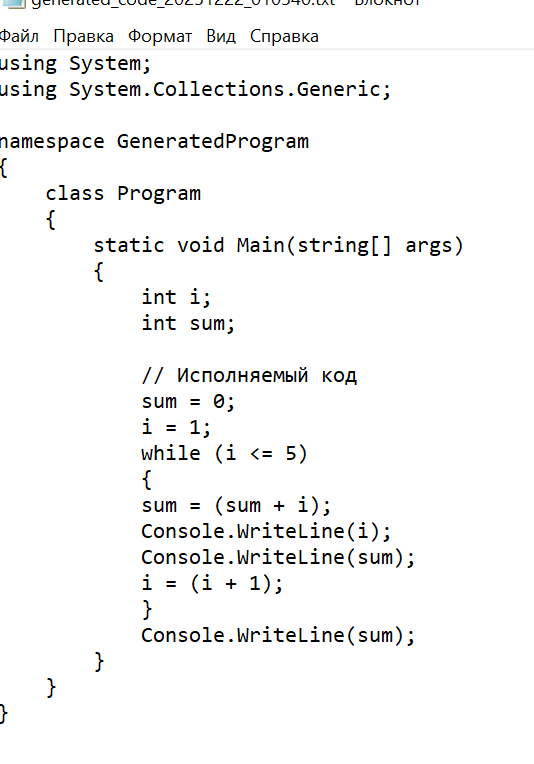 generated_code_20251222_010540.txt — Блокнот
Файл Правка Формат Вид Справка
using System;
using System.Collections.Generic;
namespace GeneratedProgram
{
class Program
{
static void Main(string[] args)
{
int i;
int sum;
// Исполняемый код
sum = 0;
i = 1;
while (i <= 5)
{
sum = (sum + i);
Console.WriteLine(i);
Console.WriteLine(sum);
i = (i + 1);
}
Console.WriteLine(sum);
}
}
}